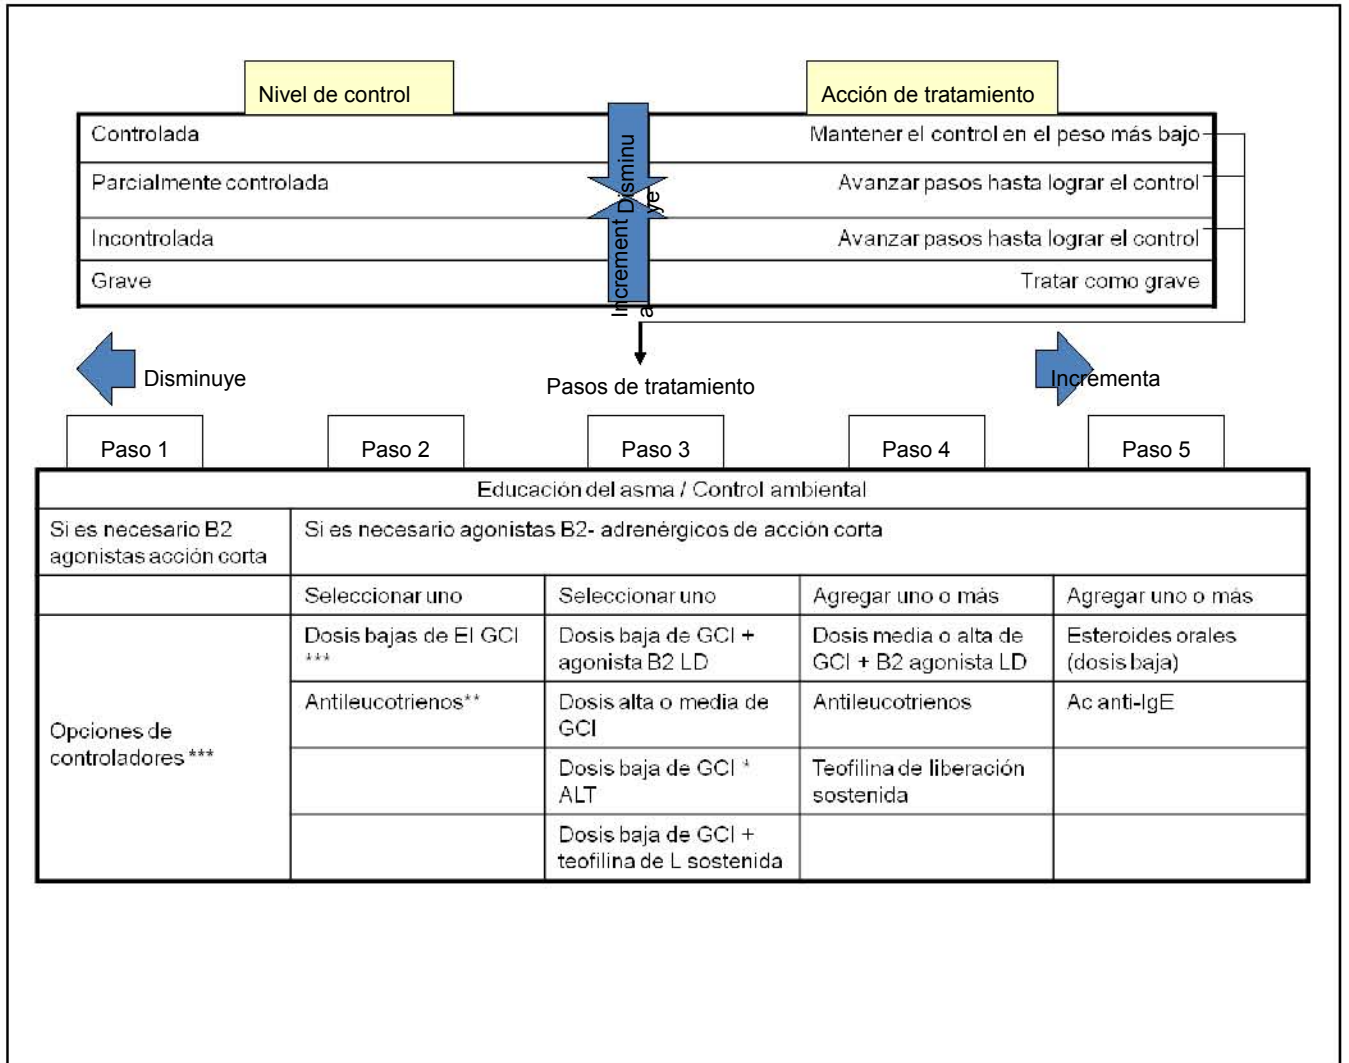 Nivel de control
Acción de tratamiento
Controlada
Mantener el control en el peso más bajo
Parcialmente controlada
Avanzar pasos hasta lograr el control
Incontrolada
Avanzar pasos hasta lograr el control
Grave
Tratar como grave
Disminu
ye
Increment
a
Disminuye
Pasos de tratamiento
Incrementa
Paso 1
Paso 2
Paso 3
Paso 4
Paso 5
Educación del asma / Control ambiental
Si es necesario B2
agonistas acción corta
Si es necesario agonistas B2- adrenérgicos de acción corta
Seleccionar uno
Seleccionar uno
Agregar uno o más
Agregar uno o más
Opciones de
controladores ***
Dosis bajas de EI GCI
***
Dosis baja de GCI +
agonista B2 LD
Dosis media o alta de
GCI + B2 agonista LD
Esteroides orales
(dosis baja)
Antileucotrienos**
Dosis alta o media de
GCI
Antileucotrienos
Ac anti-IgE
Dosis baja de GCI *
ALT
Teofilina de liberación
sostenida
Dosis baja de GCI +
teofilina de L sostenida